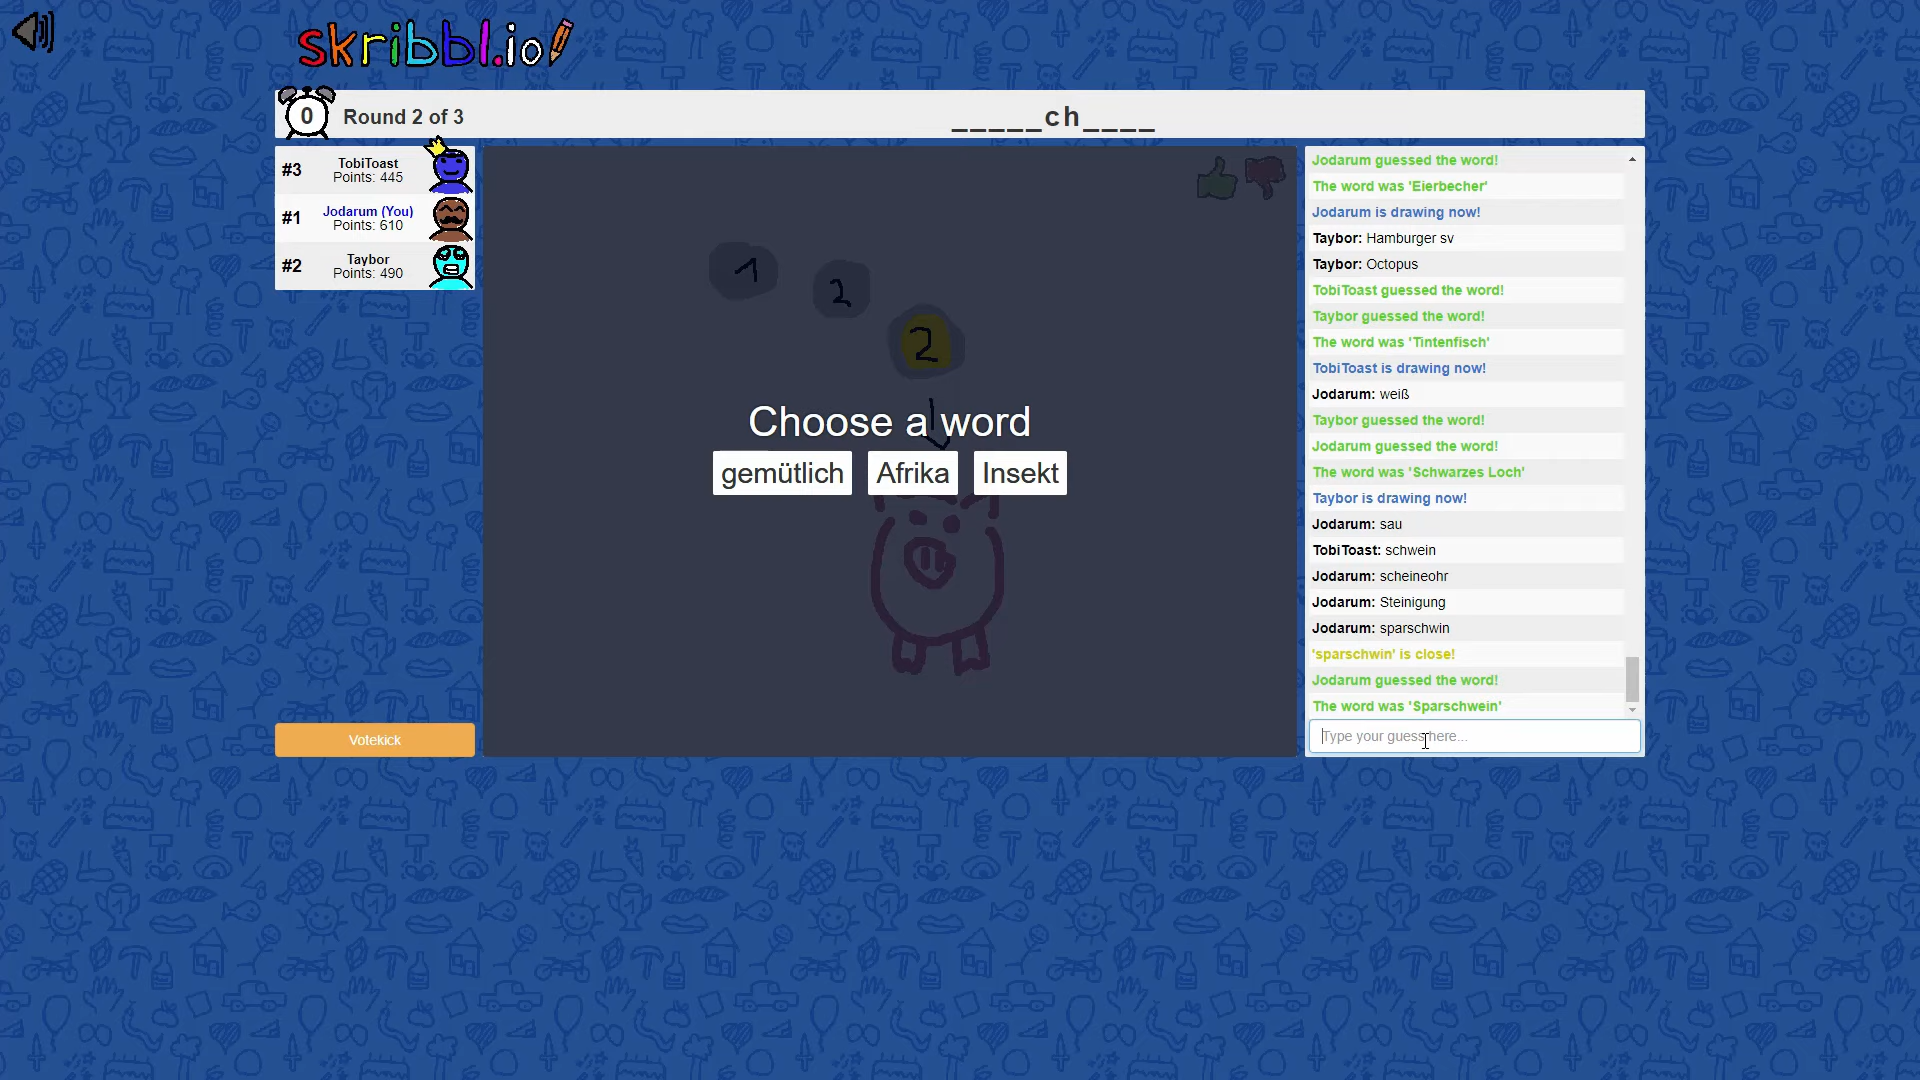 skribbl.io
0
Round 2 of 3
_____ch____
#3
TobiToast
Points: 445
#1
Jodarum (You)
Points: 610
#2
Taybor
Points: 490
Votekick
1
2
2
Choose a word
gemütlich
Afrika
Insekt
Jodarum guessed the word!
The word was 'Eierbecher'
Jodarum is drawing now!
Taybor: Hamburger sv
Taybor: Octopus
TobiToast guessed the word!
Taybor guessed the word!
The word was 'Tintenfisch'
TobiToast is drawing now!
Jodarum: weiß
Taybor guessed the word!
Jodarum guessed the word!
The word was 'Schwarzes Loch'
Taybor is drawing now!
Jodarum: sau
TobiToast: schwein
Jodarum: scheineohr
Jodarum: Steinigung
Jodarum: sparschwin
'sparschwin' is close!
Jodarum guessed the word!
The word was 'Sparschwein'
Type your guess here...